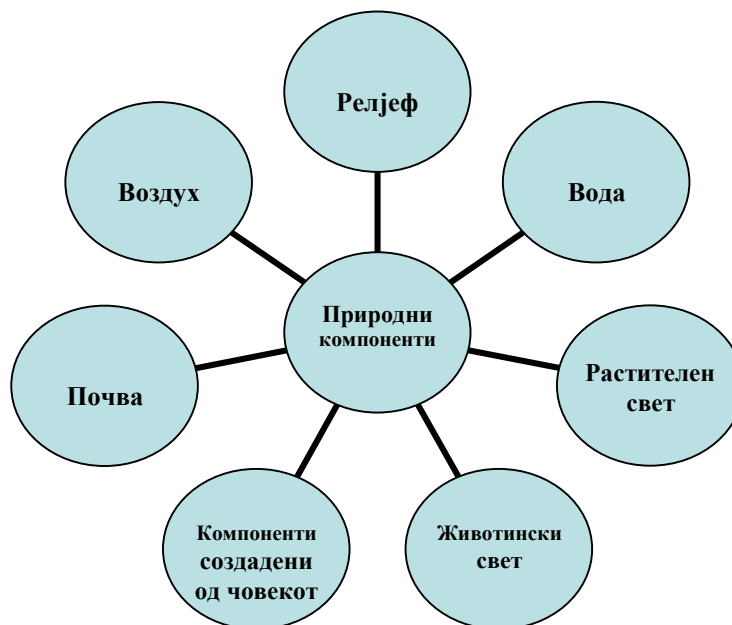 Релјеф
Воздух
Вода
Природни
компоненти
Почва
Растителен
свет
Компоненти
создадени
од човекот
Животински
свет